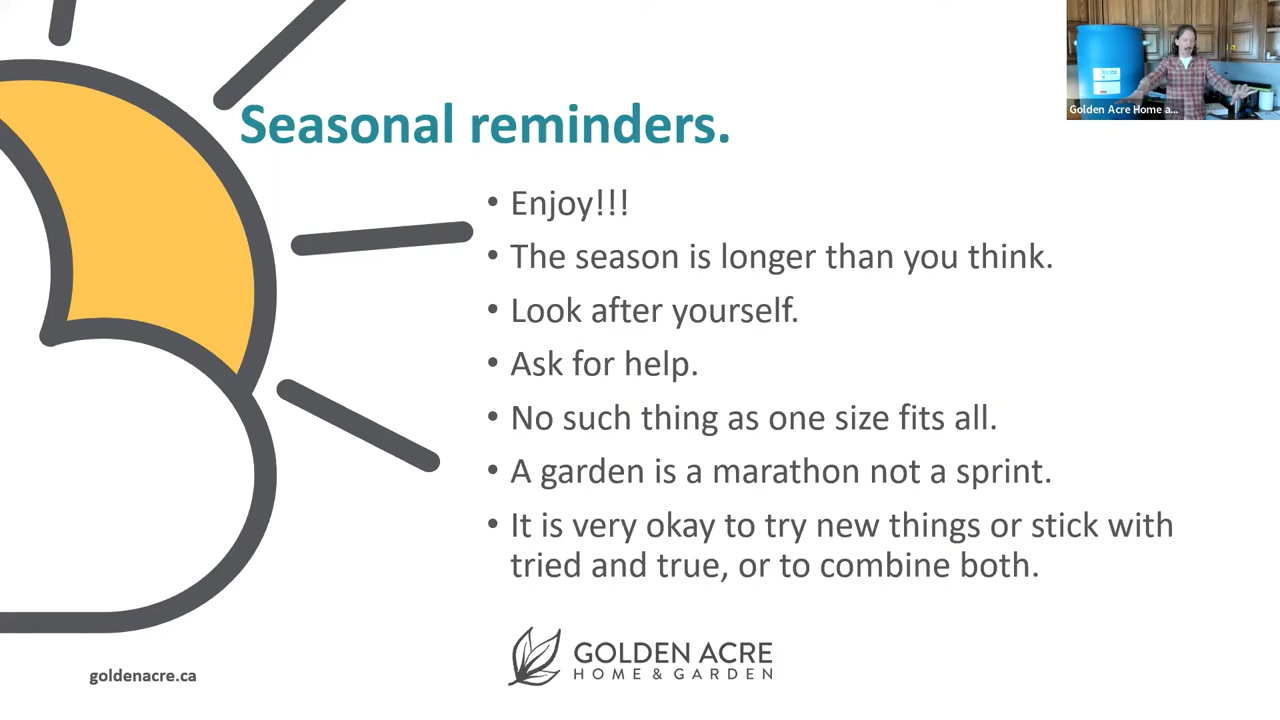 Golden Acre Home a...
Seasonal reminders.
• Enjoy!!!
• The season is longer than you think.
• Look after yourself.
• Ask for help.
• No such thing as one size fits all.
• A garden is a marathon not a sprint.
• It is very okay to try new things or stick with
tried and true, or to combine both.
GOLDEN ACRE
HOME & GARDEN
goldenacre.ca